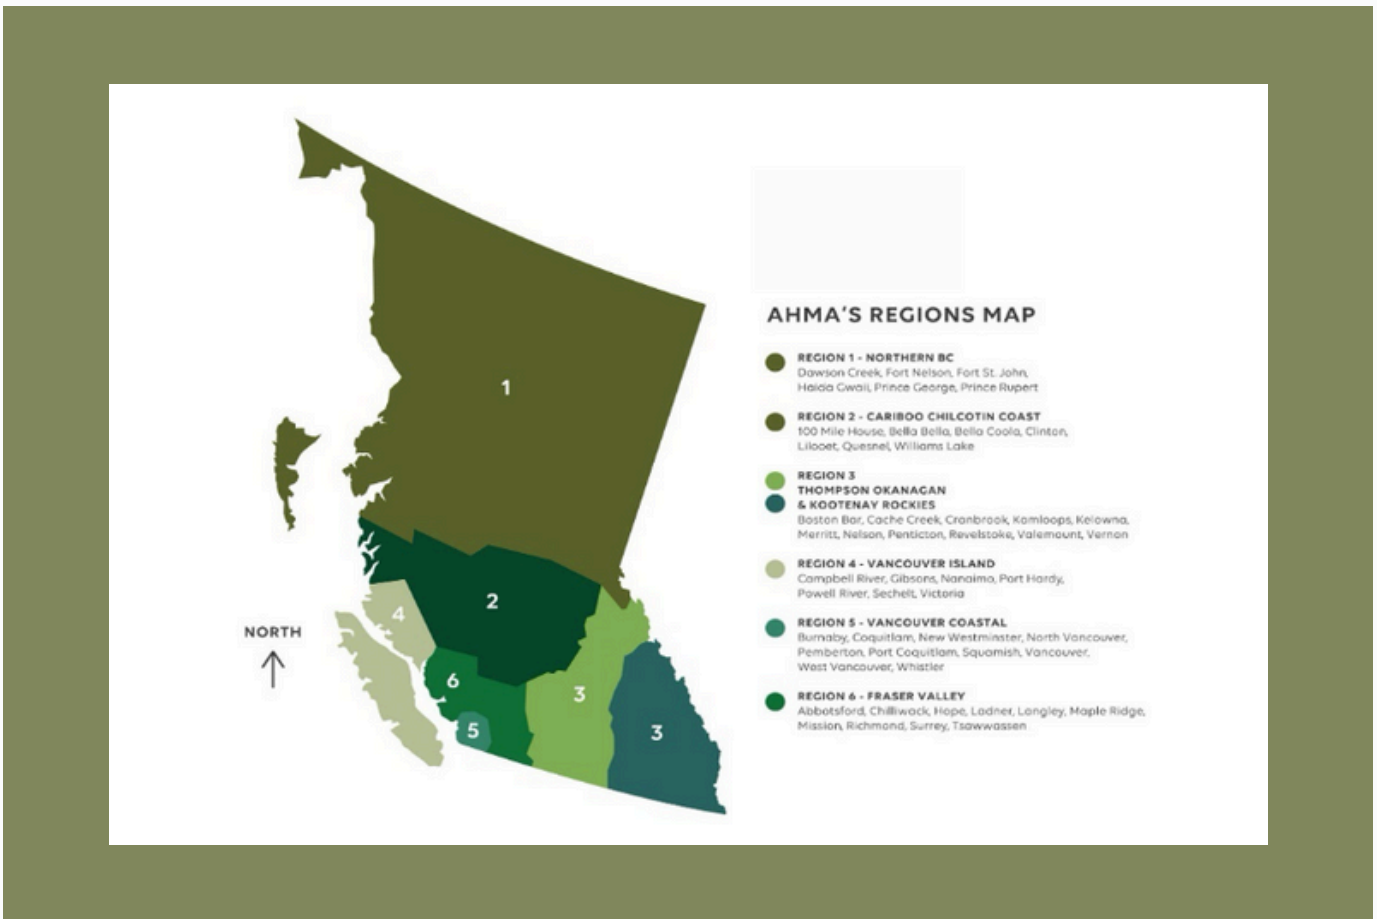 1
2
4
NORTH
6
3
5
3
AHMA'S REGIONS MAP
REGION 1 - NORTHERN BC
Dawson Creek, Fort Nelson, Fort St. John,
Haida Gwaii, Prince George, Prince Rupert
REGION 2 - CARIBOO CHILCOTIN COAST
100 Mile House, Bella Bella, Bella Coola, Clinton,
Lilooet, Quesnel, Williams Lake
REGION 3
THOMPSON OKANAGAN
& KOOTENAY ROCKIES
Boston Bar, Cache Creek, Cranbrook, Kamloops, Kelowna,
Merritt, Nelson, Penticton, Revelstoke, Valemount, Vernon
REGION 4 - VANCOUVER ISLAND
Campbell River, Gibsons, Nanaimo, Port Hardy,
Powell River, Sechelt, Victoria
REGION 5 - VANCOUVER COASTAL
Burnaby, Coquitlam, New Westminster, North Vancouver,
Pemberton, Port Coquitlam, Squamish, Vancouver,
West Vancouver, Whistler
REGION 6 - FRASER VALLEY
Abbotsford, Chilliwack, Hope, Ladner, Langley, Maple Ridge,
Mission, Richmond, Surrey, Tsawwassen